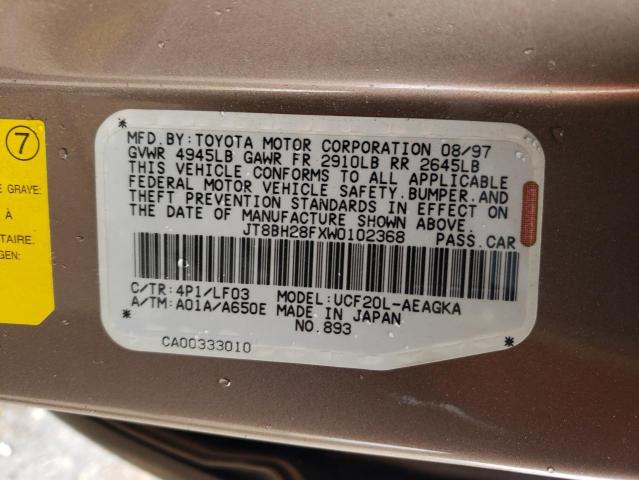 7
E GRAVE:
À
TAIRE.
GEN:
MFD.BY:TOYOTA MOTOR CORPORATION 08/97
GVWR 4945LB GAWR FR 2910LB RR 2645LB
THIS VEHICLE CONFORMS TO ALL APPLICABLE
FEDERAL MOTOR VEHICLE SAFETY,BUMPER,AND
THEFT PREVENTION STANDARDS IN EFFECT ON
THE DATE OF MANUFACTURE SHOWN ABOVE.
JT8BH28FXW0102368 PASS.CAR
C/TR:4P1/LF03 MODEL:UCF20L-AEAGKA
A/TM:A01A/A650E MADE IN JAPAN
NO.893
CA00333010